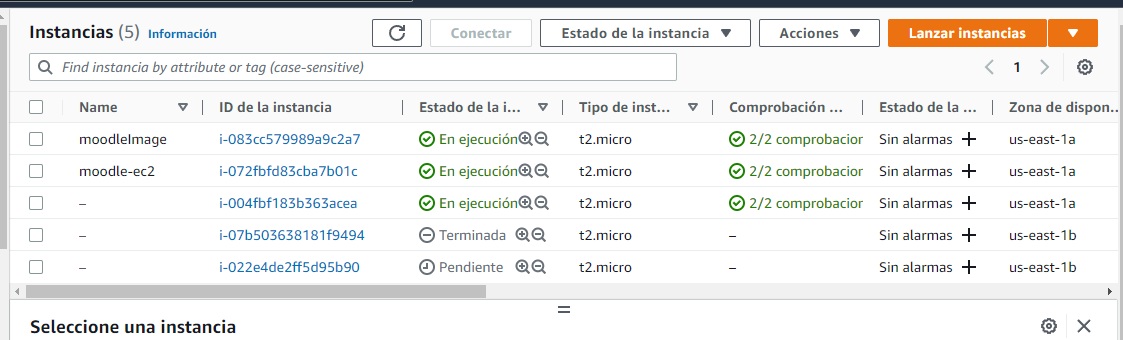 Instancias (5) Información Conectar Estado de la instancia Acciones Lanzar instancias
Find instancia by attribute or tag (case-sensitive) 1
Name ID de la instancia Estado de la i... Tipo de inst... Comprobación ... Estado de la ... Zona de dispon...
moodleImage i-083cc579989a9c2a7 En ejecución t2.micro 2/2 comprobacion Sin alarmas us-east-1a
moodle-ec2 i-072fbfd83cba7b01c En ejecución t2.micro 2/2 comprobacion Sin alarmas us-east-1a
– i-004fbf183b363acea En ejecución t2.micro 2/2 comprobacion Sin alarmas us-east-1a
– i-07b503638181f9494 Terminada t2.micro – Sin alarmas us-east-1b
– i-022e4de2ff5d95b90 Pendiente t2.micro – Sin alarmas us-east-1b
Seleccione una instancia